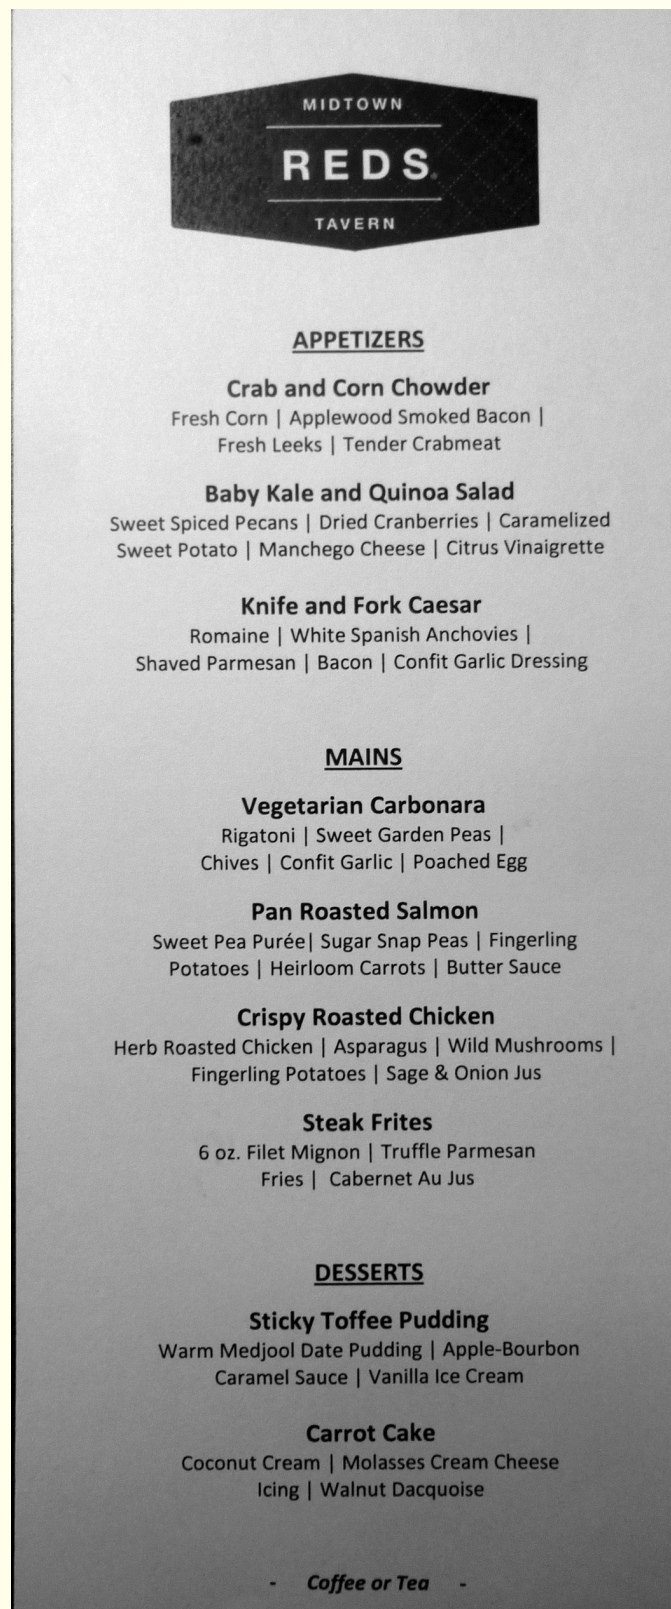 MIDTOWN
REDS®
TAVERN
APPETIZERS
Crab and Corn Chowder
Fresh Corn | Applewood Smoked Bacon |
Fresh Leeks | Tender Crabmeat
Baby Kale and Quinoa Salad
Sweet Spiced Pecans | Dried Cranberries | Caramelized
Sweet Potato | Manchego Cheese | Citrus Vinaigrette
Knife and Fork Caesar
Romaine | White Spanish Anchovies |
Shaved Parmesan | Bacon | Confit Garlic Dressing
MAINS
Vegetarian Carbonara
Rigatoni | Sweet Garden Peas |
Chives | Confit Garlic | Poached Egg
Pan Roasted Salmon
Sweet Pea Purée| Sugar Snap Peas | Fingerling
Potatoes | Heirloom Carrots | Butter Sauce
Crispy Roasted Chicken
Herb Roasted Chicken | Asparagus | Wild Mushrooms |
Fingerling Potatoes | Sage & Onion Jus
Steak Frites
6 oz. Filet Mignon | Truffle Parmesan
Fries | Cabernet Au Jus
DESSERTS
Sticky Toffee Pudding
Warm Medjool Date Pudding | Apple-Bourbon
Caramel Sauce | Vanilla Ice Cream
Carrot Cake
Coconut Cream | Molasses Cream Cheese
Icing | Walnut Dacquoise
- Coffee or Tea -